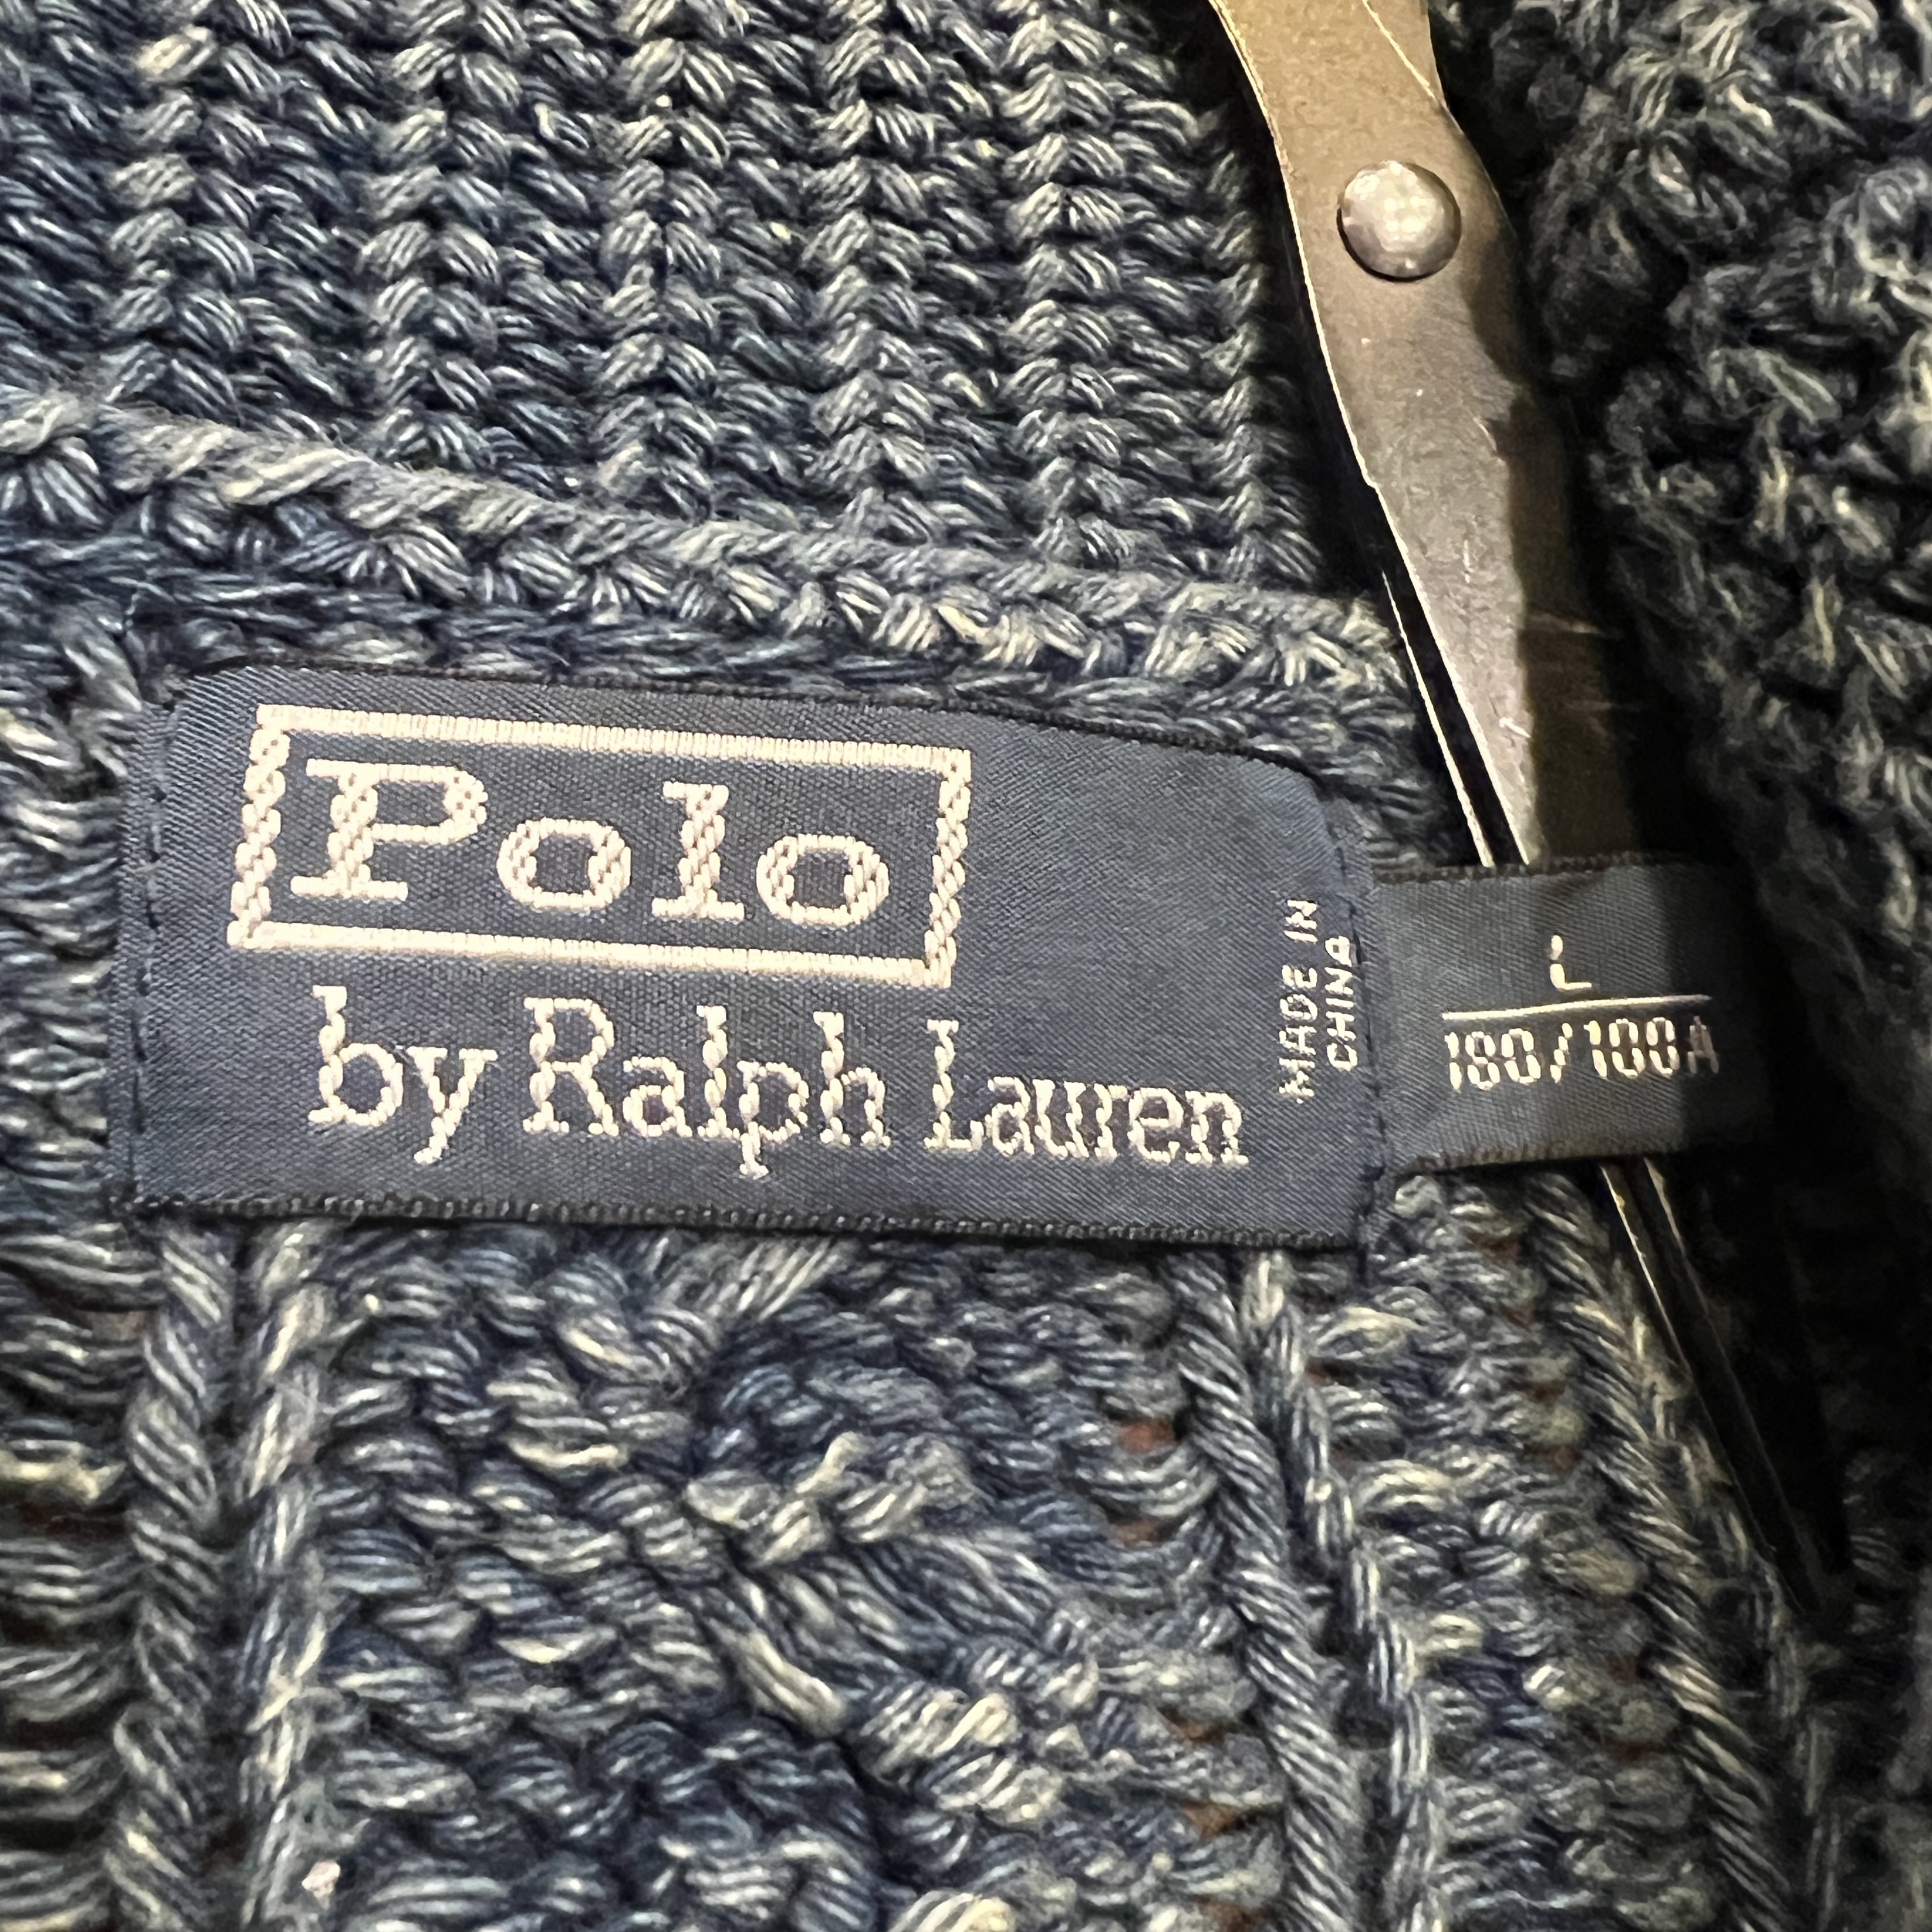 Polo
by Ralph Lauren
MADE IN
CHINA
L
180/100A